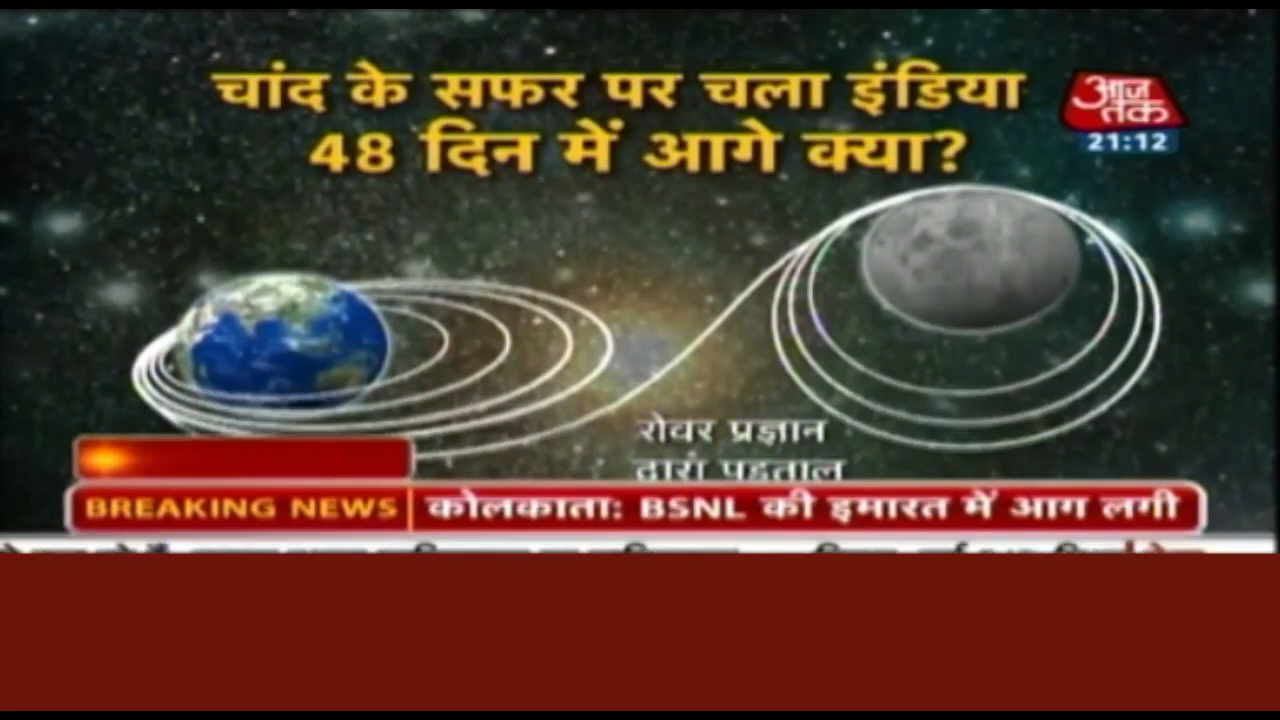 चांद के सफर पर चला इंडिया
48 दिन में आगे क्या?
आज
तक
21:12
रोवर प्रज्ञान
द्वारा पड़ताल
BREAKING NEWS
कोलकाता: BSNL की इमारत में आग लगी